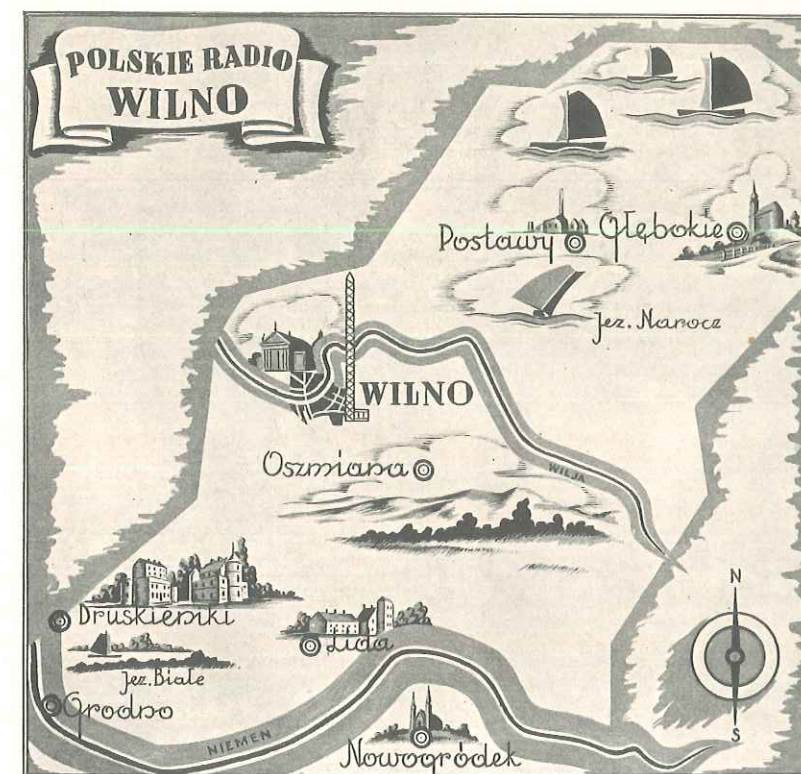 POLSKIE RADIO
WILNO
Postawy
Głębokie
Jez. Narocz
WILNO
Oszmiana
WILJA
Druskieniki
Lida
Jez. Białe
Grodno
NIEMEN
Nowogródek
N
S